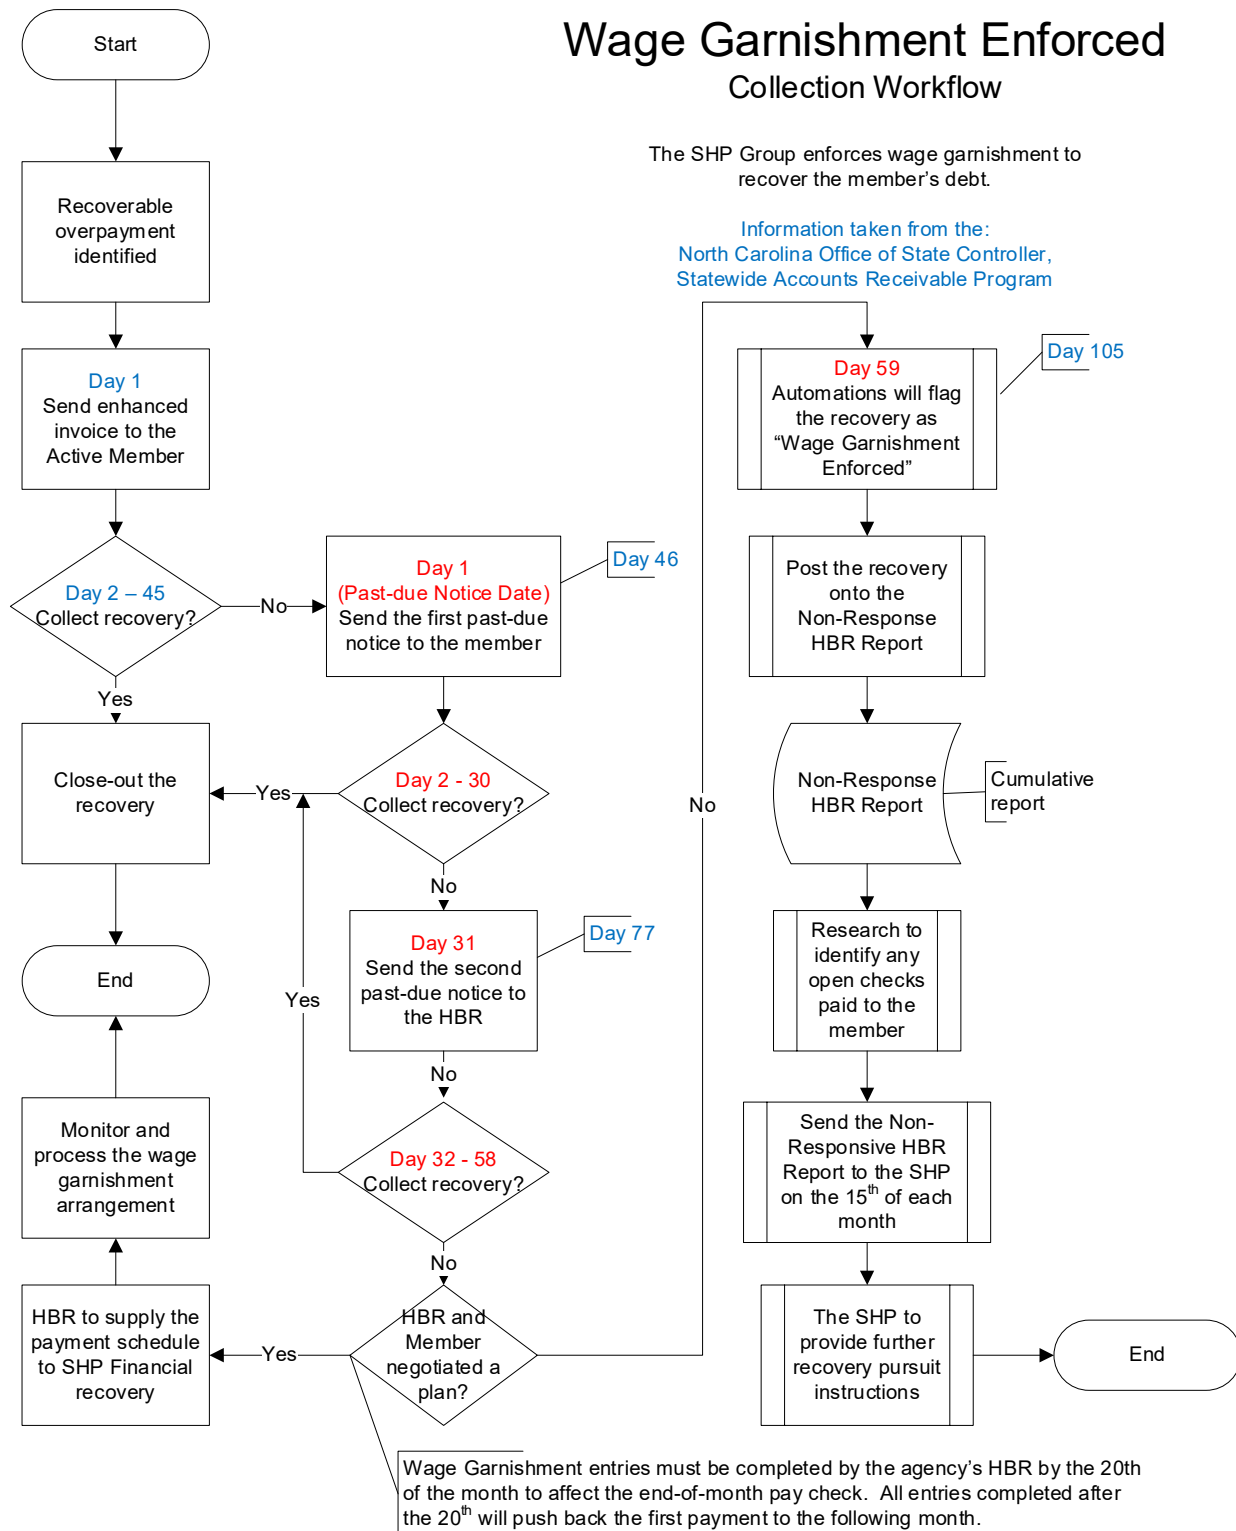 Wage Garnishment Enforced
Collection Workflow
The SHP Group enforces wage garnishment to
recover the member’s debt.
Information taken from the:
North Carolina Office of State Controller,
Statewide Accounts Receivable Program
Start
Recoverable
overpayment
identified
Day 1
Send enhanced
invoice to the
Active Member
Day 2 – 45
Collect recovery?
No
Yes
Close-out the
recovery
End
Day 1
(Past-due Notice Date)
Send the first past-due
notice to the member
Day 46
Day 2 - 30
Collect recovery?
Yes
No
Day 31
Send the second
past-due notice to
the HBR
Day 77
No
Day 32 - 58
Collect recovery?
Yes
No
HBR and
Member
negotiated a
plan?
Yes
HBR to supply the
payment schedule
to SHP Financial
recovery
Monitor and
process the wage
garnishment
arrangement
Wage Garnishment entries must be completed by the agency’s HBR by the 20th
of the month to affect the end-of-month pay check.  All entries completed after
the 20th will push back the first payment to the following month.
No
Day 59
Automations will flag
the recovery as
“Wage Garnishment
Enforced”
Day 105
Post the recovery
onto the
Non-Response
HBR Report
Non-Response
HBR Report
Cumulative
report
Research to
identify any
open checks
paid to the
member
Send the Non-
Responsive HBR
Report to the SHP
on the 15th of each
month
The SHP to
provide further
recovery pursuit
instructions
End